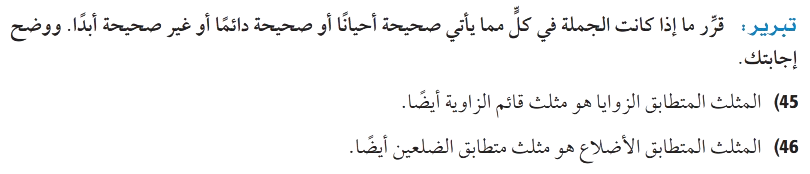 تبرير: قرِّر ما إذا كانت الجملة في كلٍّ مما يأتي صحيحة أحيانًا أو صحيحة دائمًا أو غير صحيحة أبدًا. ووضح
إجابتك.
45) المثلث المتطابق الزوايا هو مثلث قائم الزاوية أيضًا.
46) المثلث المتطابق الأضلاع هو مثلث متطابق الضلعين أيضًا.